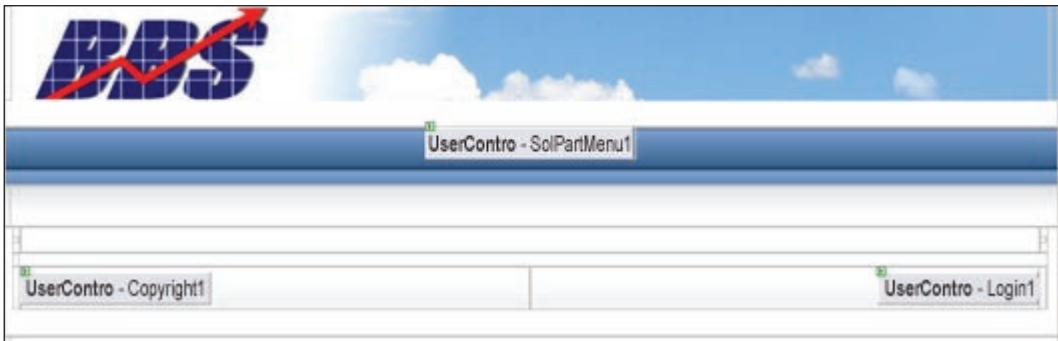 BBS
UserContro - SolPartMenu1
UserContro - Copyright1
UserContro - Login1